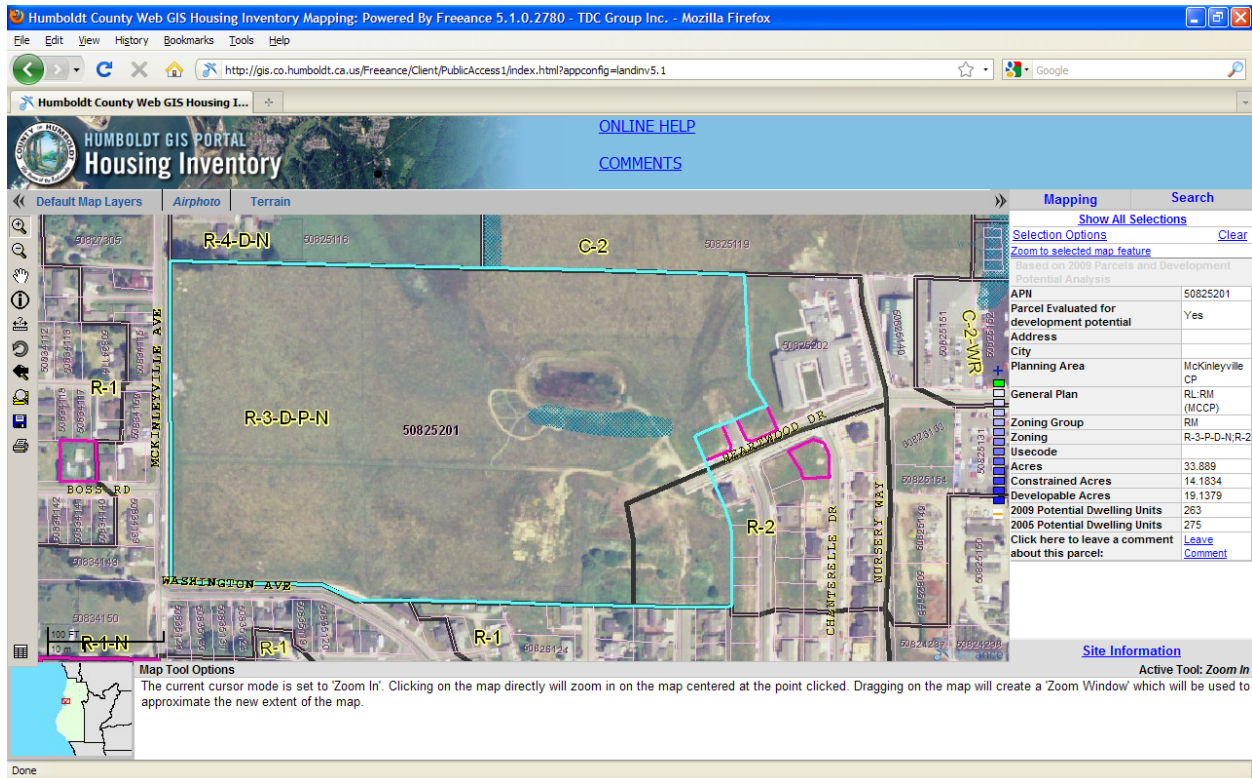 Humboldt County Web GIS Housing Inventory Mapping: Powered By Freeance 5.1.0.2780 - TDC Group Inc. - Mozilla Firefox
File Edit View History Bookmarks Tools Help
http://gis.co.humboldt.ca.us/Freeance/Client/PublicAccess1/index.html?appconfig=landinv5.1
Google
Humboldt County Web GIS Housing I...
HUMBOLDT GIS PORTAL
Housing Inventory
ONLINE HELP
COMMENTS
Default Map Layers Airphoto Terrain
Mapping Search
Show All Selections
Selection Options Clear
Zoom to selected map feature
Based on 2009 Parcels and Development
Potential Analysis
APN 50825201
Parcel Evaluated for
development potential Yes
Address
City
Planning Area McKinleyville
CP
General Plan RL:RM
(MCCP)
Zoning Group RM
Zoning R-3-P-D-N;R-2
Usecode
Acres 33.889
Constrained Acres 14.1834
Developable Acres 19.1379
2009 Potential Dwelling Units 263
2005 Potential Dwelling Units 275
Click here to leave a comment
about this parcel:
Leave
Comment
Site Information
50827305
R-4-D-N
50825116
C-2
50825119
MCKINLEYVILLE AVE
R-1
R-3-D-P-N
50825201
50825202
C-2-WR
50825151
HEARTWOOD DR
BOSS RD
R-2
CHANTERELLE DR
NURSERY WAY
50834149
WASHINGTON AVE
50834150
R-1-N
R-1
R-1
50826124
100 FT
10 m
Map Tool Options
Active Tool: Zoom In
The current cursor mode is set to 'Zoom In'. Clicking on the map directly will zoom in on the map centered at the point clicked. Dragging on the map will create a 'Zoom Window' which will be used to
approximate the new extent of the map.
Done